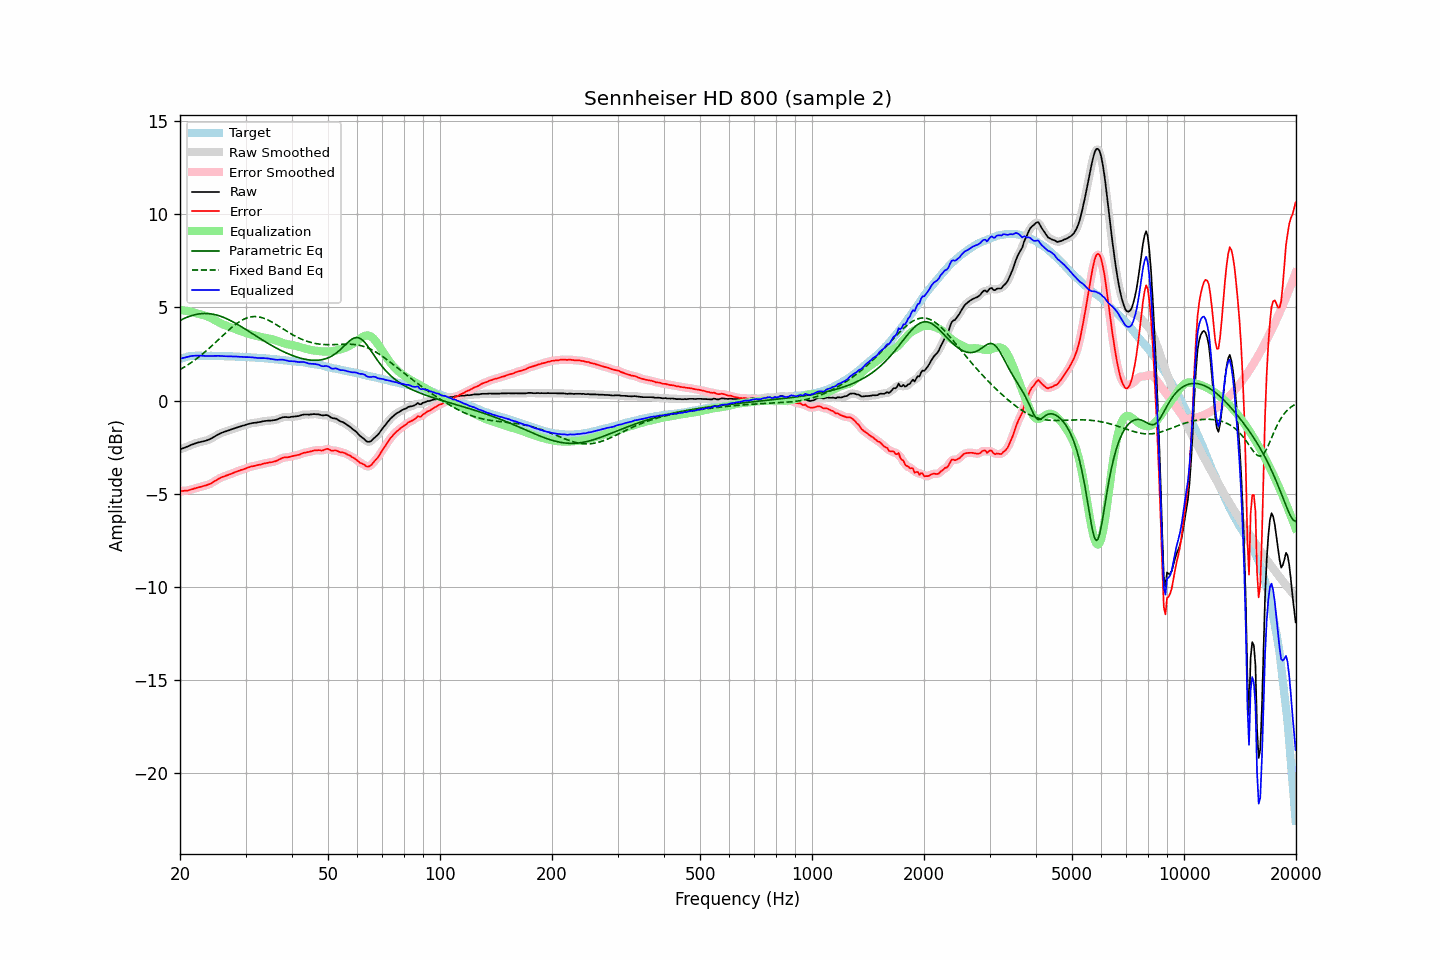 Sennheiser HD 800 (sample 2)
Target
Raw Smoothed
Error Smoothed
Raw
Error
Equalization
Parametric Eq
Fixed Band Eq
Equalized
15
10
5
0
−5
−10
−15
−20
Amplitude (dBr)
20 50 100 200 500 1000 2000 5000 10000 20000
Frequency (Hz)